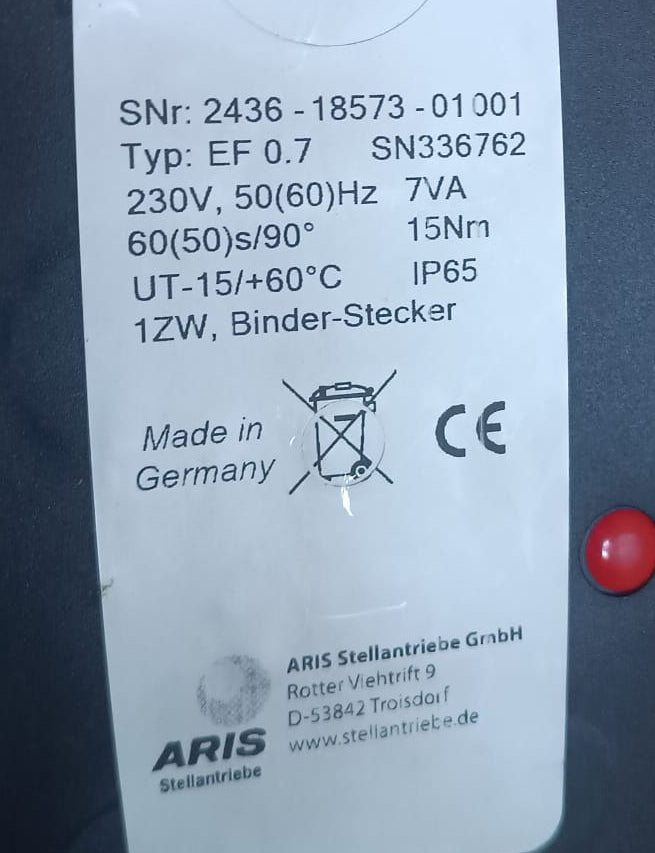 SNr: 2436 - 18573 - 01 001
Typ: EF 0.7 SN336762
230V, 50(60)Hz 7VA
60(50)s/90° 15Nm
UT-15/+60°C IP65
1ZW, Binder-Stecker
Made in
Germany
CE
ARIS Stellantriebe GmbH
Rotter Viehtrift 9
D-53842 Troisdorf
www.stellantriebe.de
ARIS
Stellantriebe